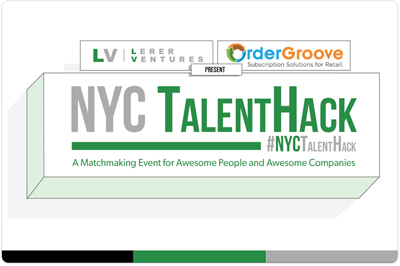 LV | LERER VENTURES
OrderGroove
Subscription Solutions for Retail.
PRESENT
NYC TALENTHACK
#NYCTALENTHACK
A Matchmaking Event for Awesome People and Awesome Companies